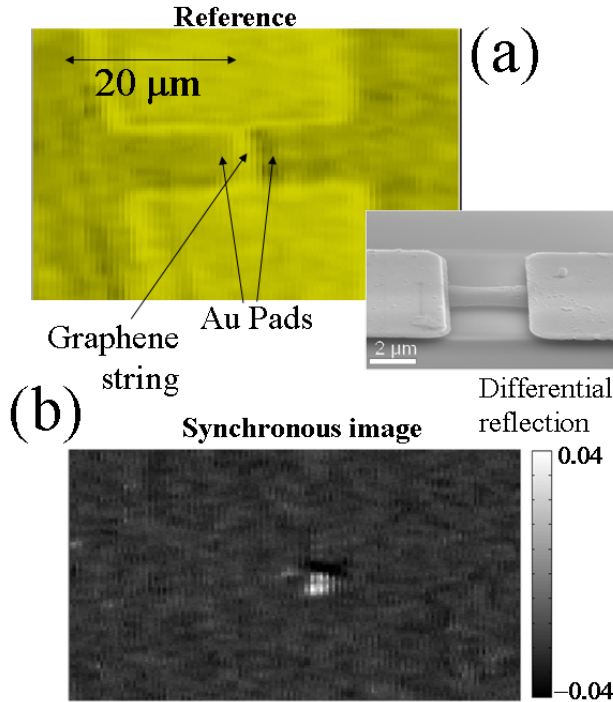 Reference
(a)
20 μm
Graphene
string
Au Pads
2 μm
Differential
reflection
(b)
Synchronous image
0.04
−0.04